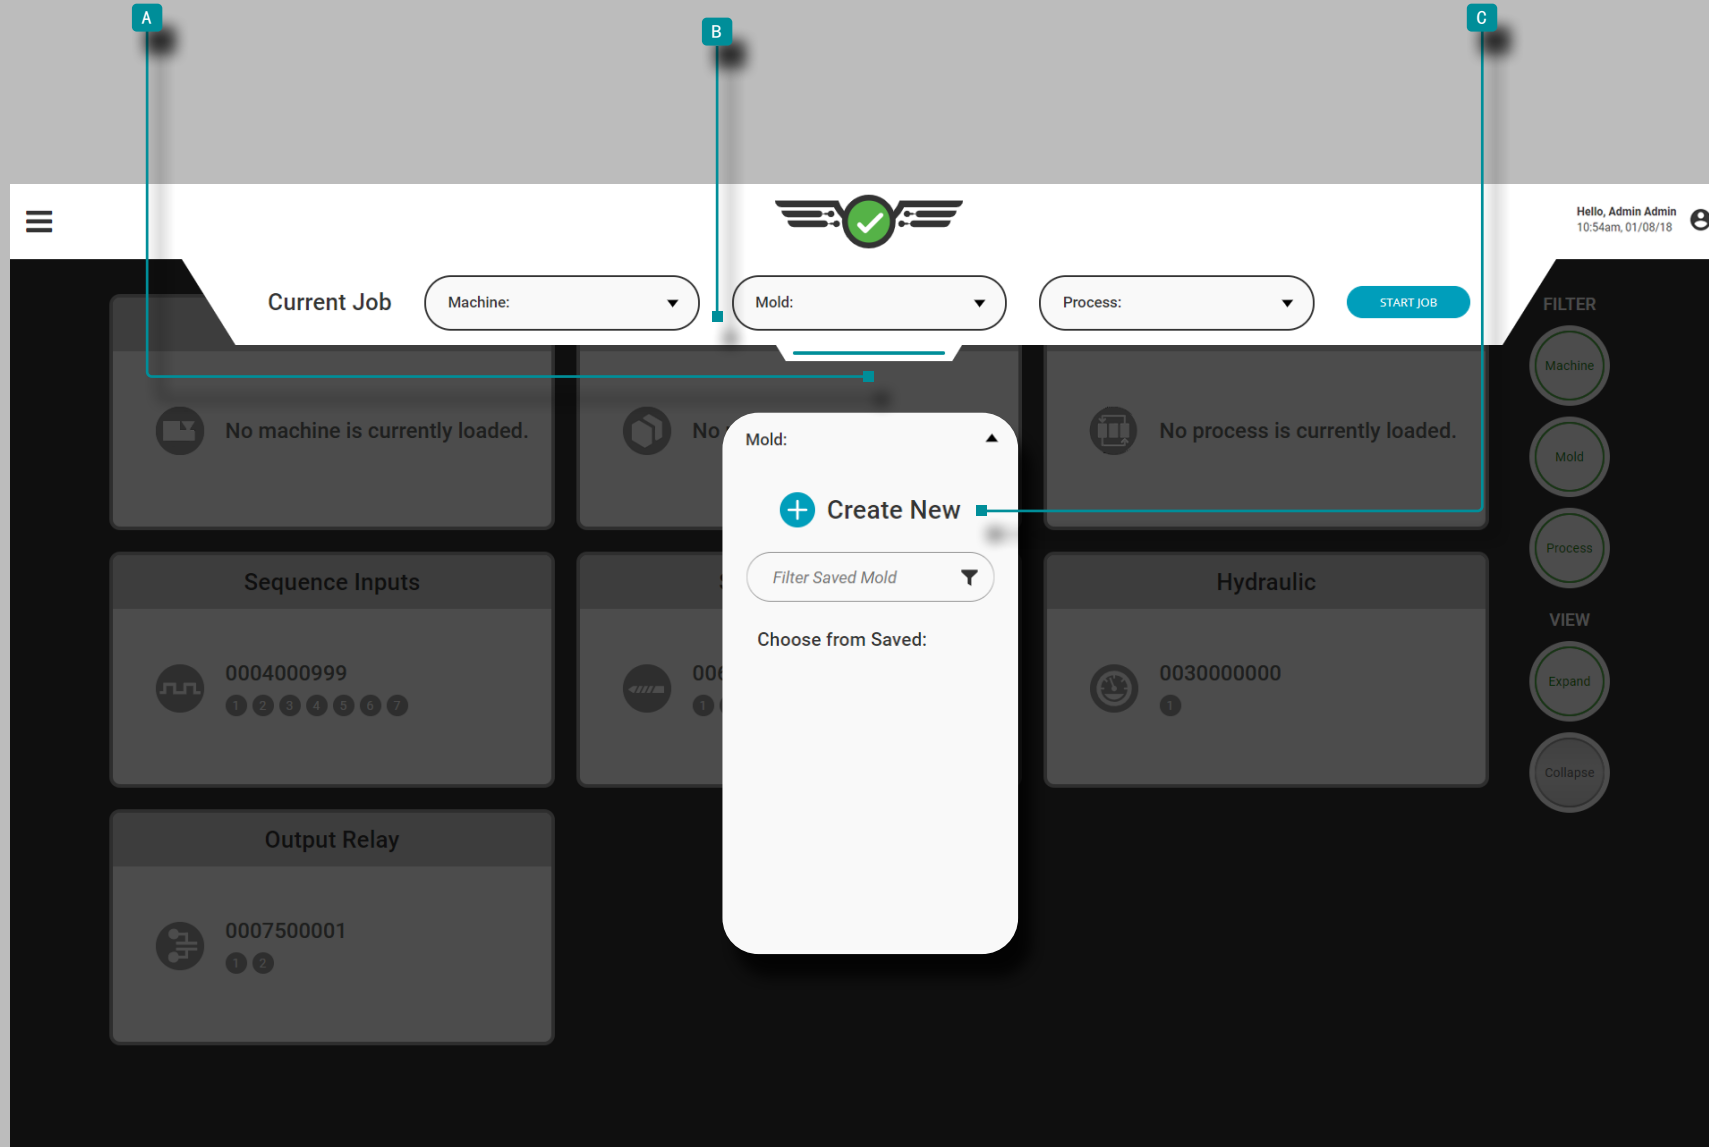 A
B
C
Hello, Admin Admin
10:54am, 01/08/18
Current Job
Machine:
Mold:
Process:
START JOB
FILTER
Machine
Mold
Process
VIEW
Expand
Collapse
No machine is currently loaded.
No
No process is currently loaded.
Mold:
Create New
Filter Saved Mold
Choose from Saved:
Sequence Inputs
0004000999
1 2 3 4 5 6 7
006
1
Hydraulic
0030000000
1
Output Relay
0007500001
1 2